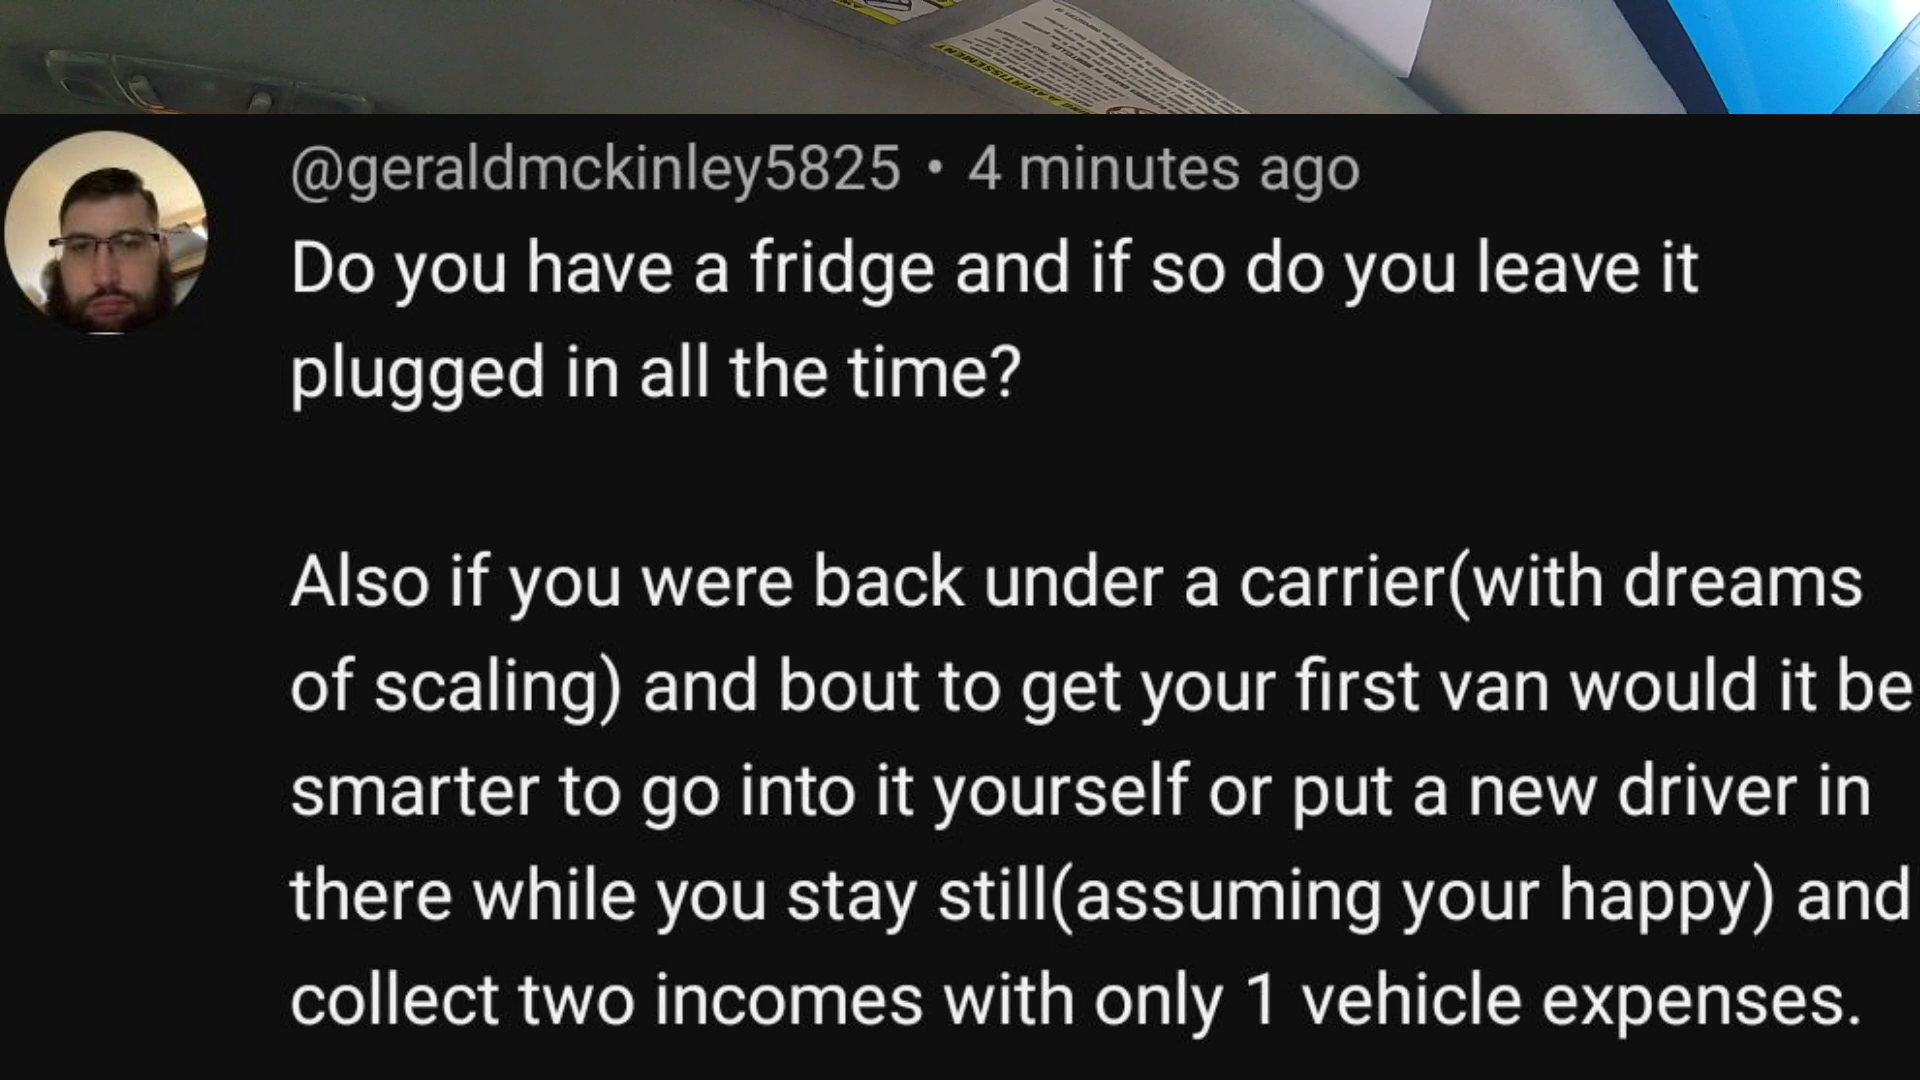 AVERTISSEMENT
@geraldmckinley5825 • 4 minutes ago
Do you have a fridge and if so do you leave it
plugged in all the time?
Also if you were back under a carrier(with dreams
of scaling) and bout to get your first van would it be
smarter to go into it yourself or put a new driver in
there while you stay still(assuming your happy) and
collect two incomes with only 1 vehicle expenses.